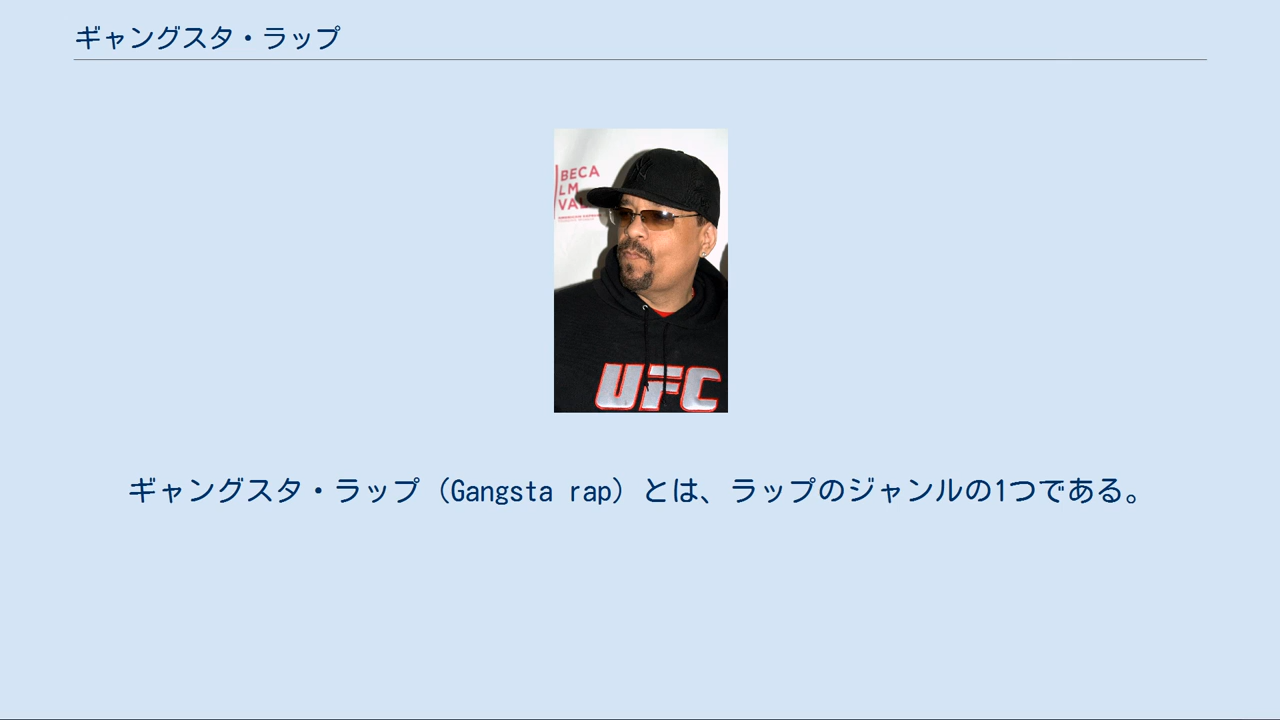 ギャングスタ・ラップ
BECA
LM
UFC
ギャングスタ・ラップ（Gangsta rap）とは、ラップのジャンルの1つである。